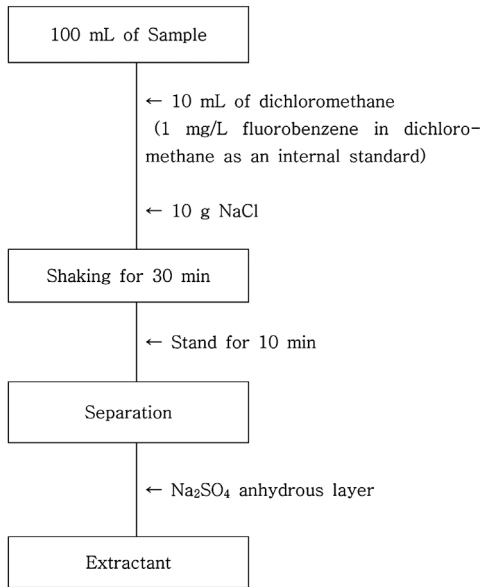 100 mL of Sample
← 10 mL of dichloromethane
(1 mg/L fluorobenzene in dichloro-
methane as an internal standard)
← 10 g NaCl
Shaking for 30 min
← Stand for 10 min
Separation
← Na₂SO₄ anhydrous layer
Extractant